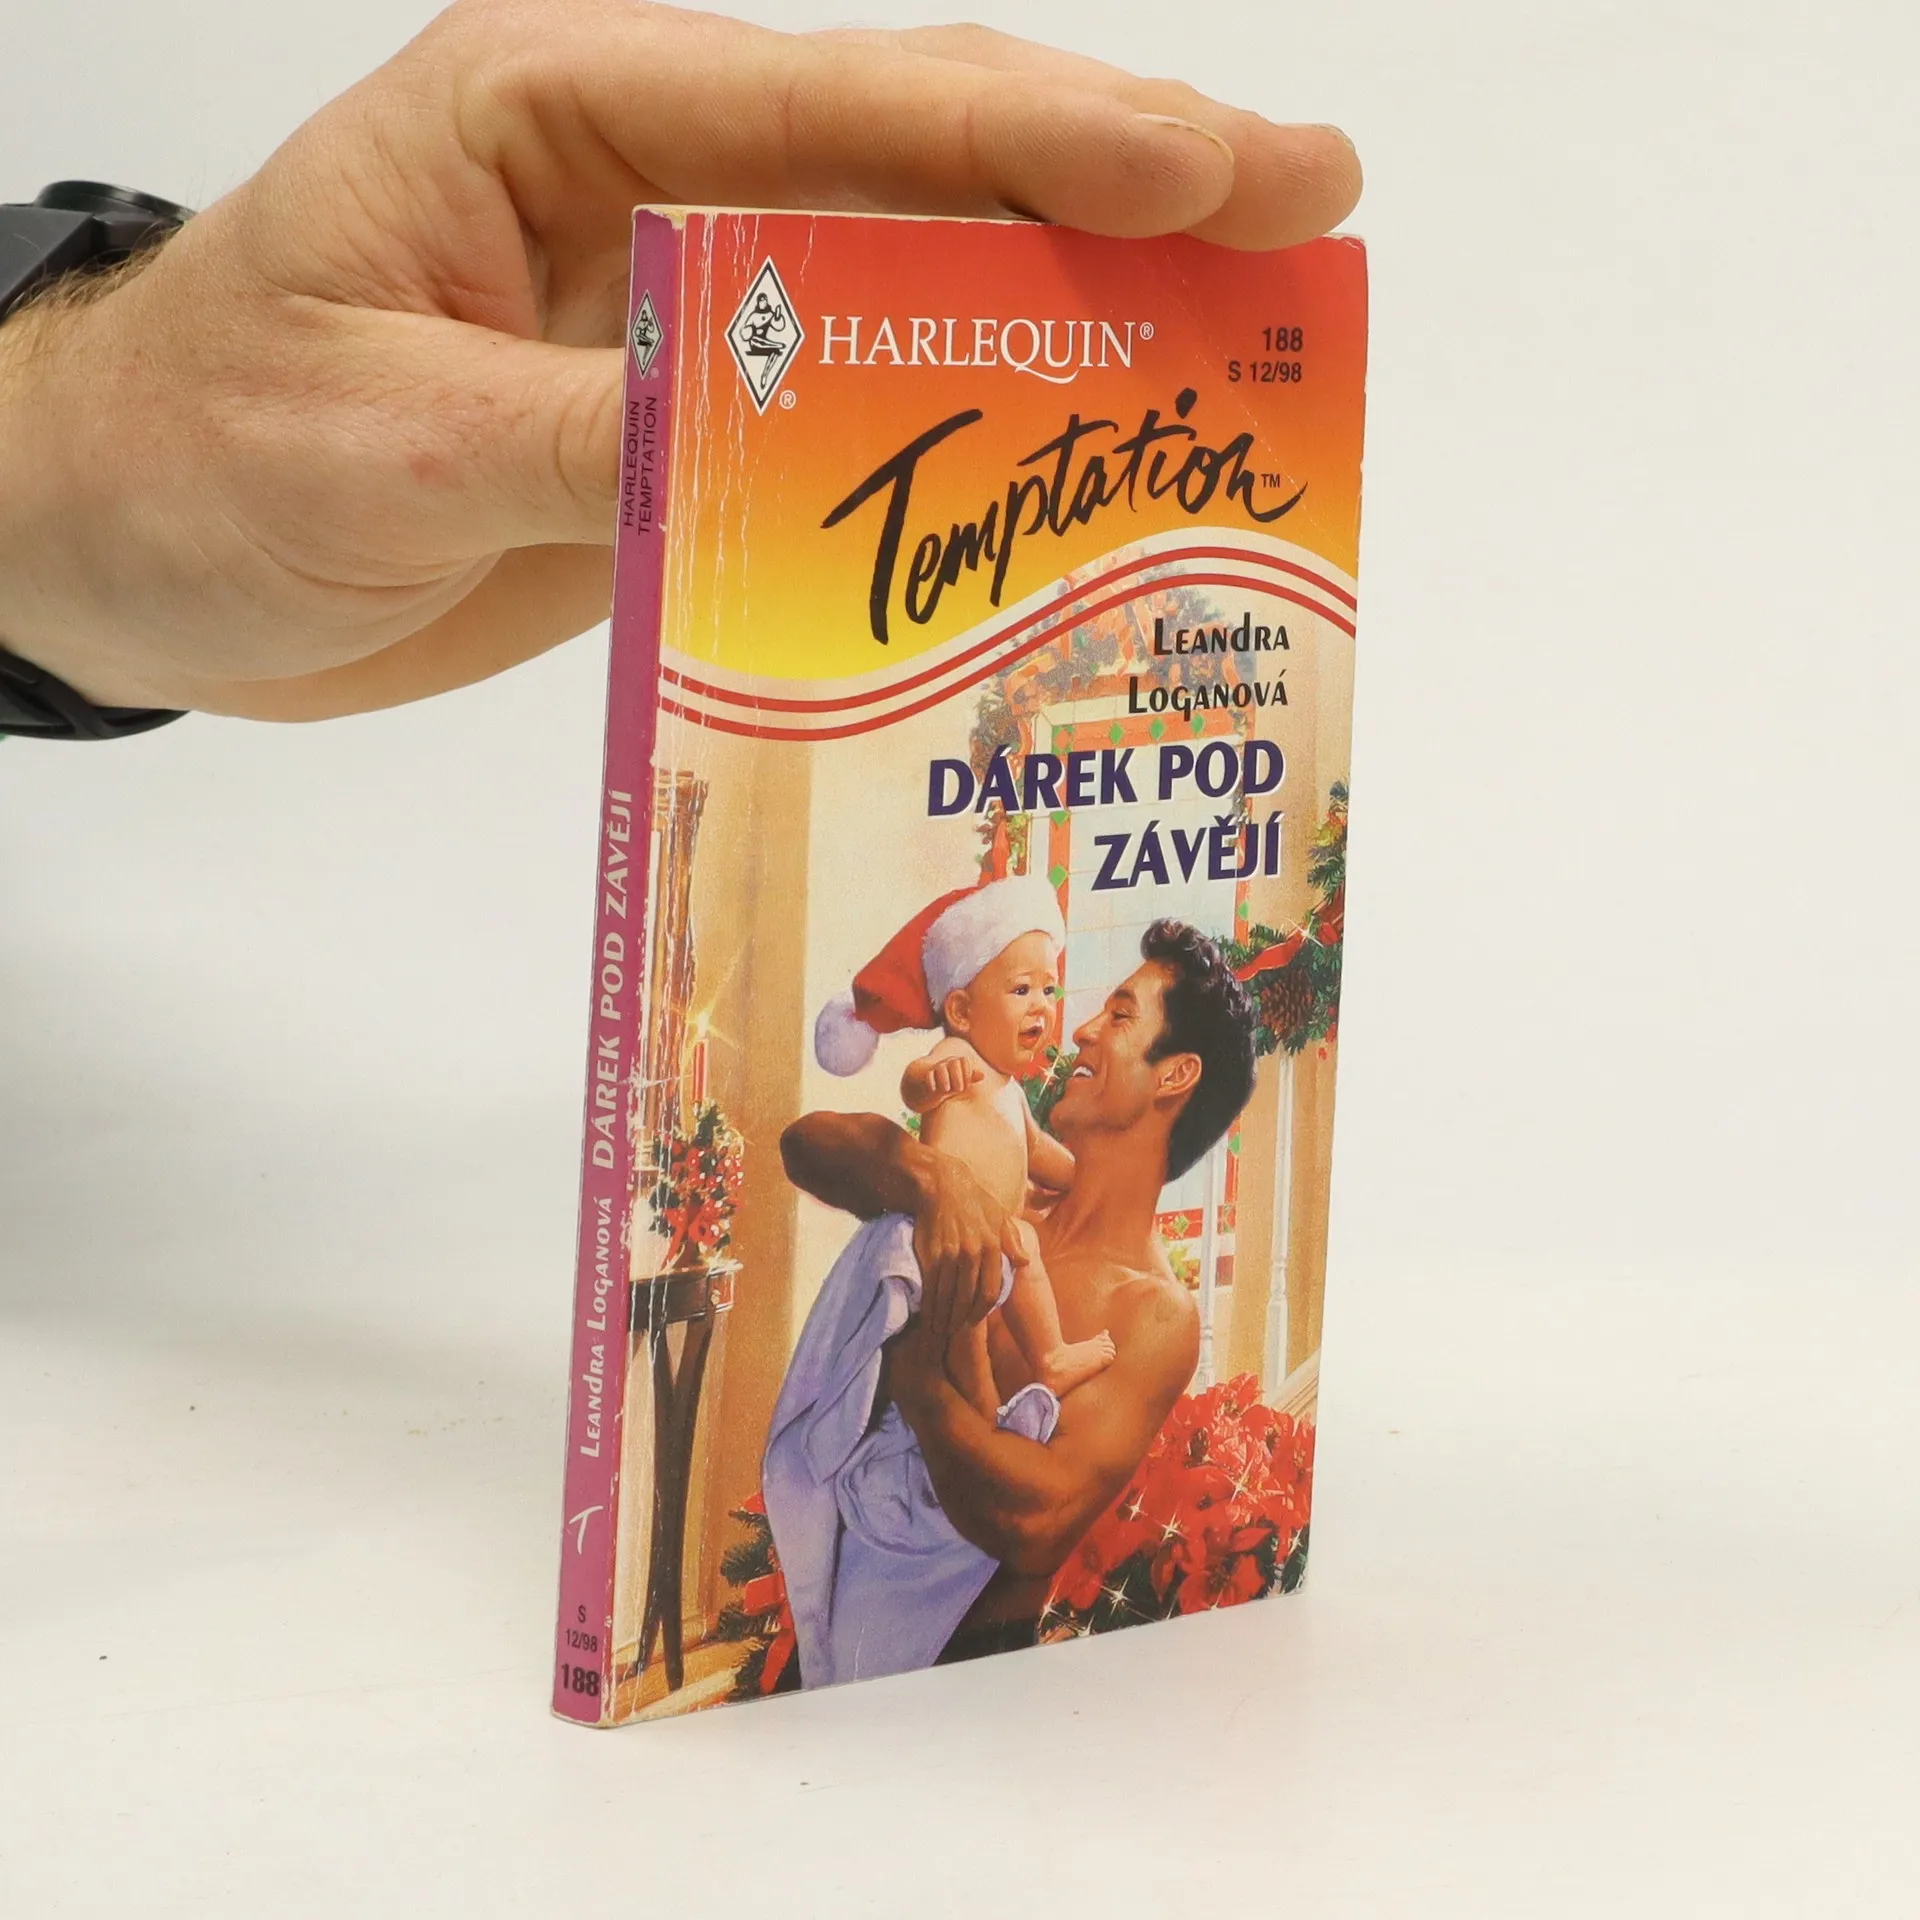 HARLEQUIN®
®
188
S 12/98
Temptation™
LEANdRA
LOGANOVÁ
DÁREK POD
ZÁVĚJÍ
®
HARLEQUIN
TEMPTATION
LEANdRA LOGANOVÁ DÁREK POD ZÁVĚJÍ
T
S
12/98
188